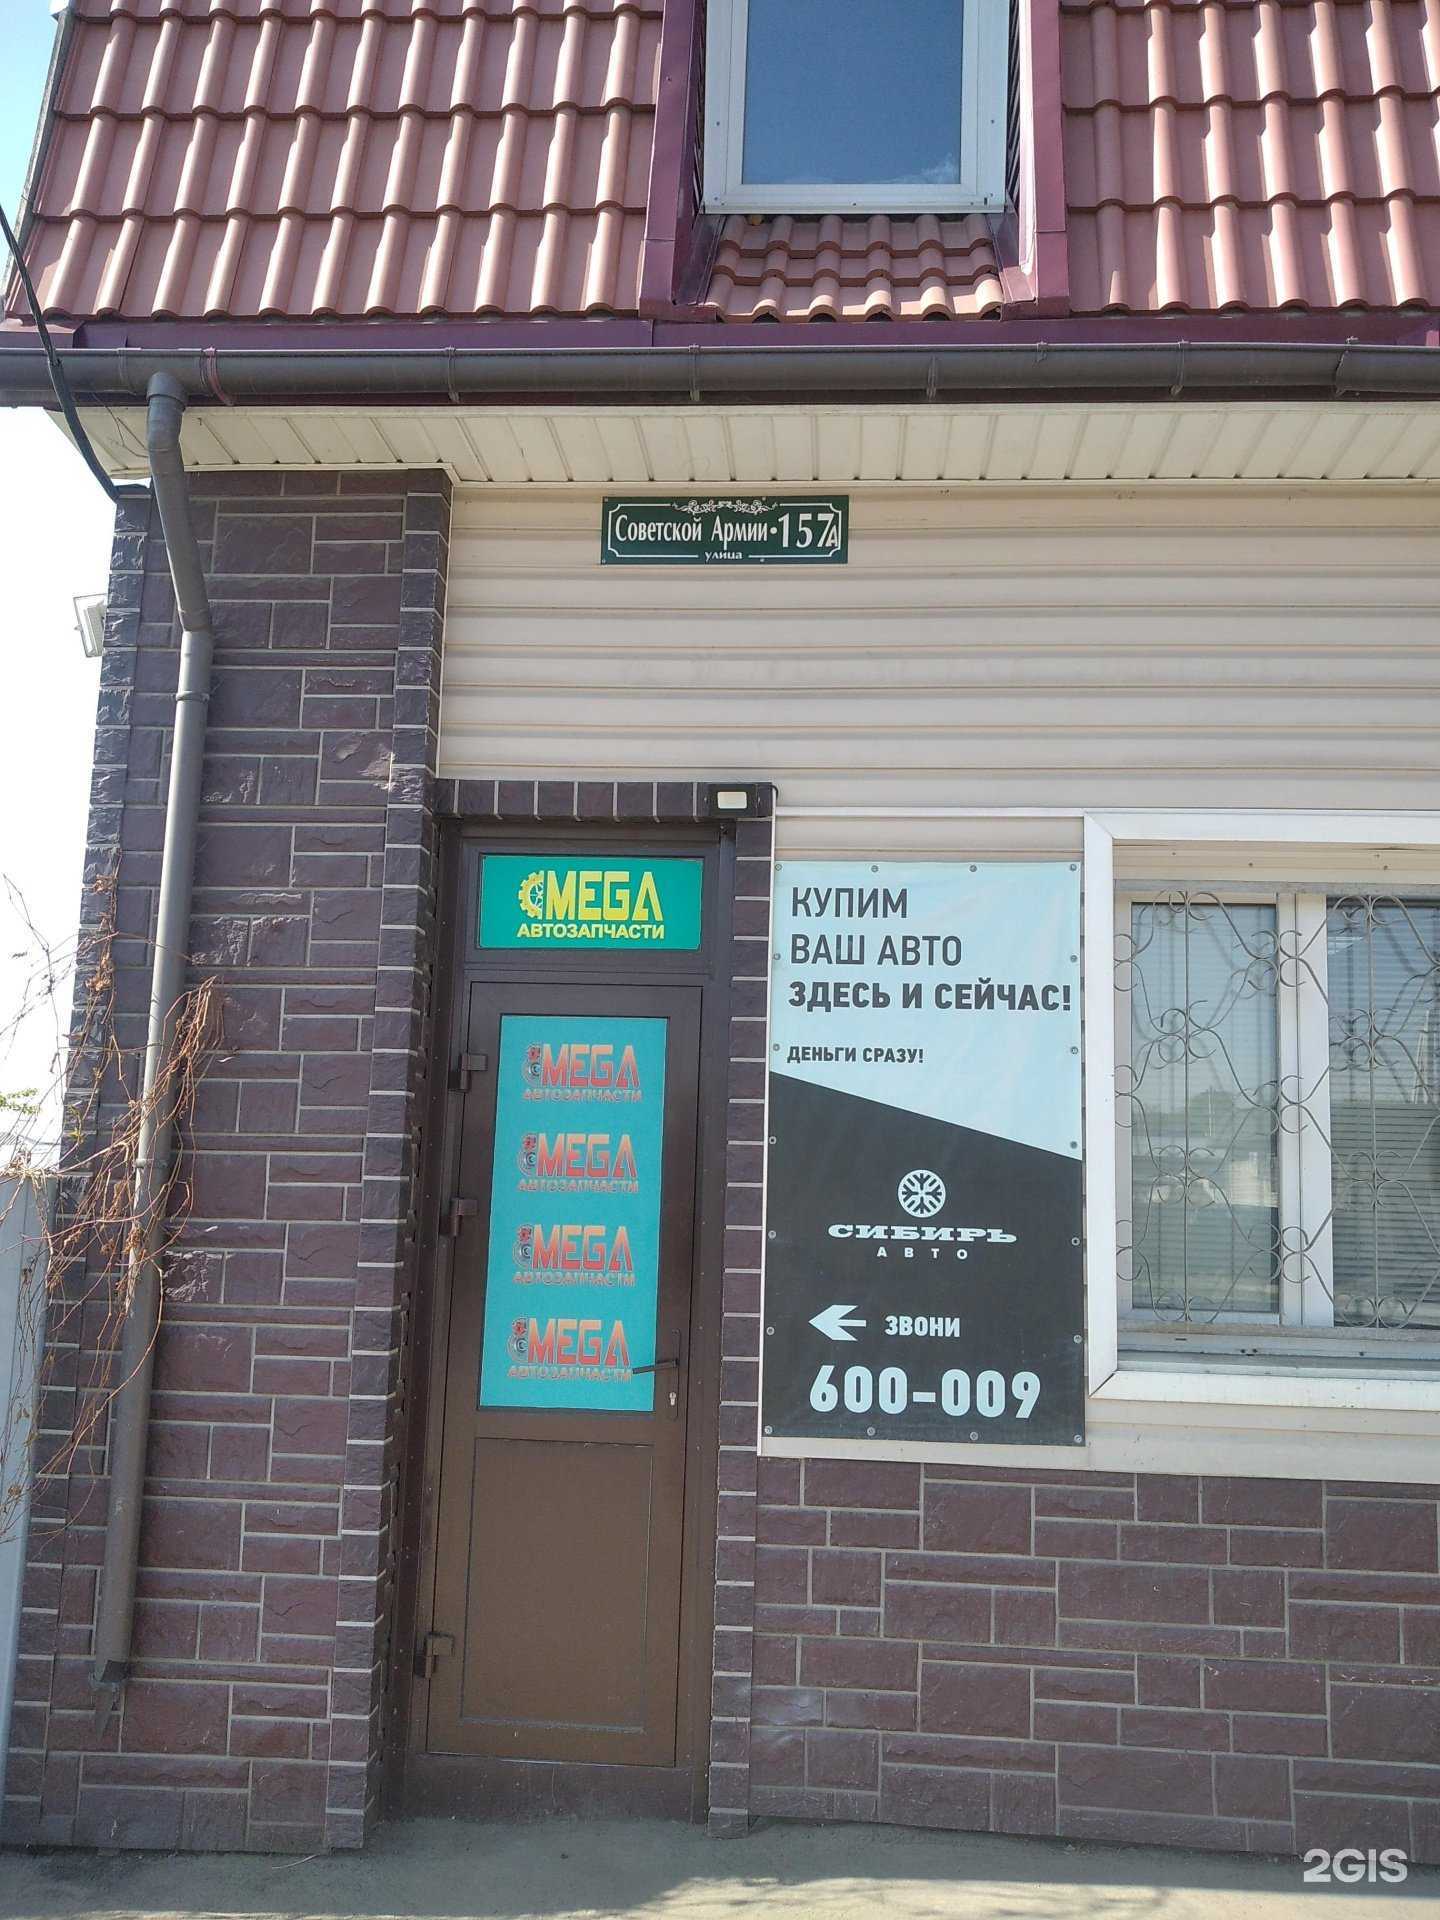 Советской Армии•157А
улица
MEGA
АВТОЗАПЧАСТИ
КУПИМ
ВАШ АВТО
ЗДЕСЬ И СЕЙЧАС!
ДЕНЬГИ СРАЗУ!
MEGA
АВТОЗАПЧАСТИ
MEGA
АВТОЗАПЧАСТИ
MEGA
АВТОЗАПЧАСТИ
MEGA
АВТОЗАПЧАСТИ
СИБИРЬ
АВТО
ЗВОНИ
600-009
2GIS